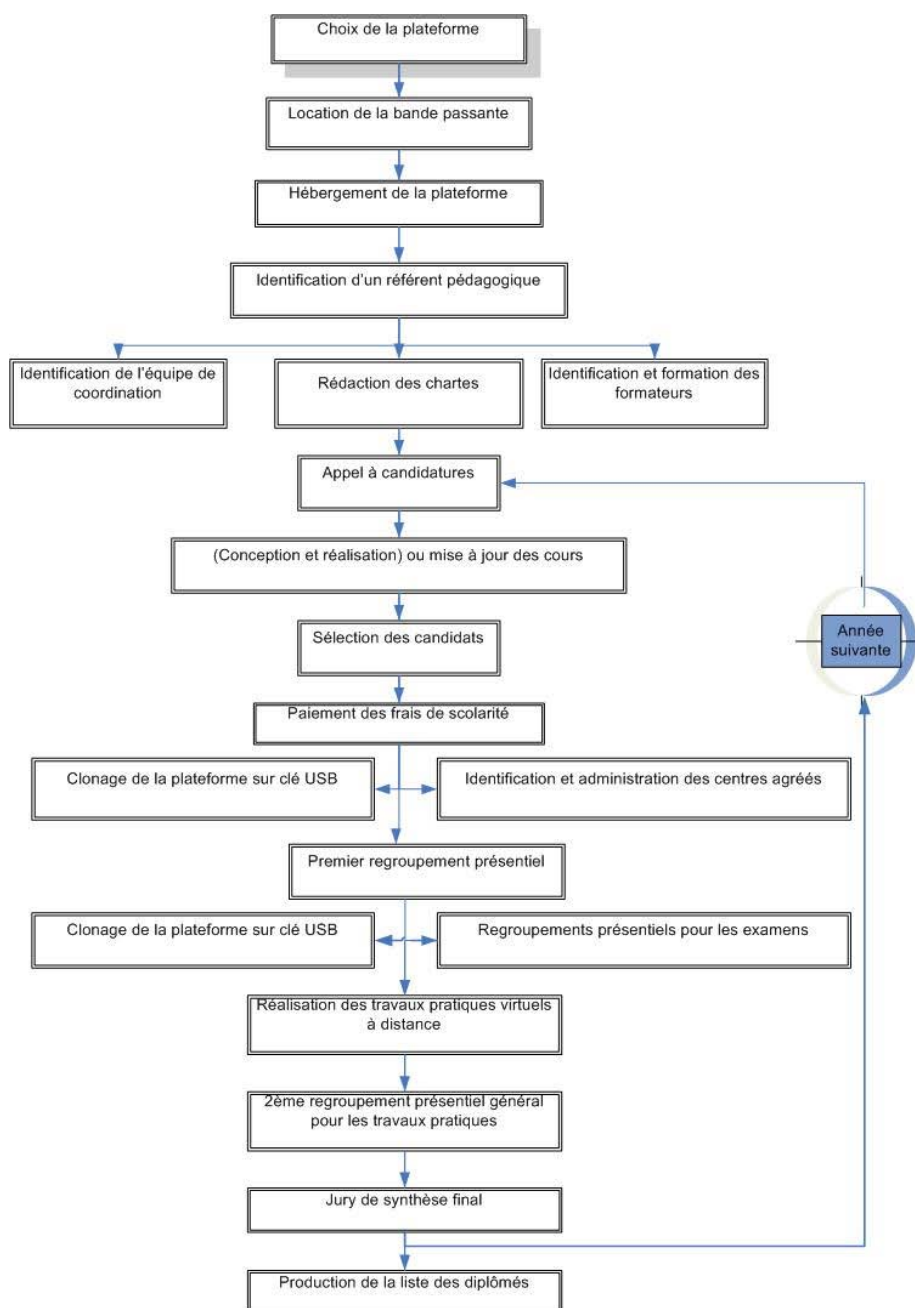 Choix de la plateforme
Location de la bande passante
Hébergement de la plateforme
Identification d'un référent pédagogique
Identification de l'équipe de
coordination
Rédaction des chartes
Identification et formation des
formateurs
Appel à candidatures
(Conception et réalisation) ou mise à jour des cours
Sélection des candidats
Année
suivante
Paiement des frais de scolarité
Clonage de la plateforme sur clé USB
Identification et administration des centres agréés
Premier regroupement présentiel
Clonage de la plateforme sur clé USB
Regroupements présentiels pour les examens
Réalisation des travaux pratiques virtuels
à distance
2ème regroupement présentiel général
pour les travaux pratiques
Jury de synthèse final
Production de la liste des diplômés